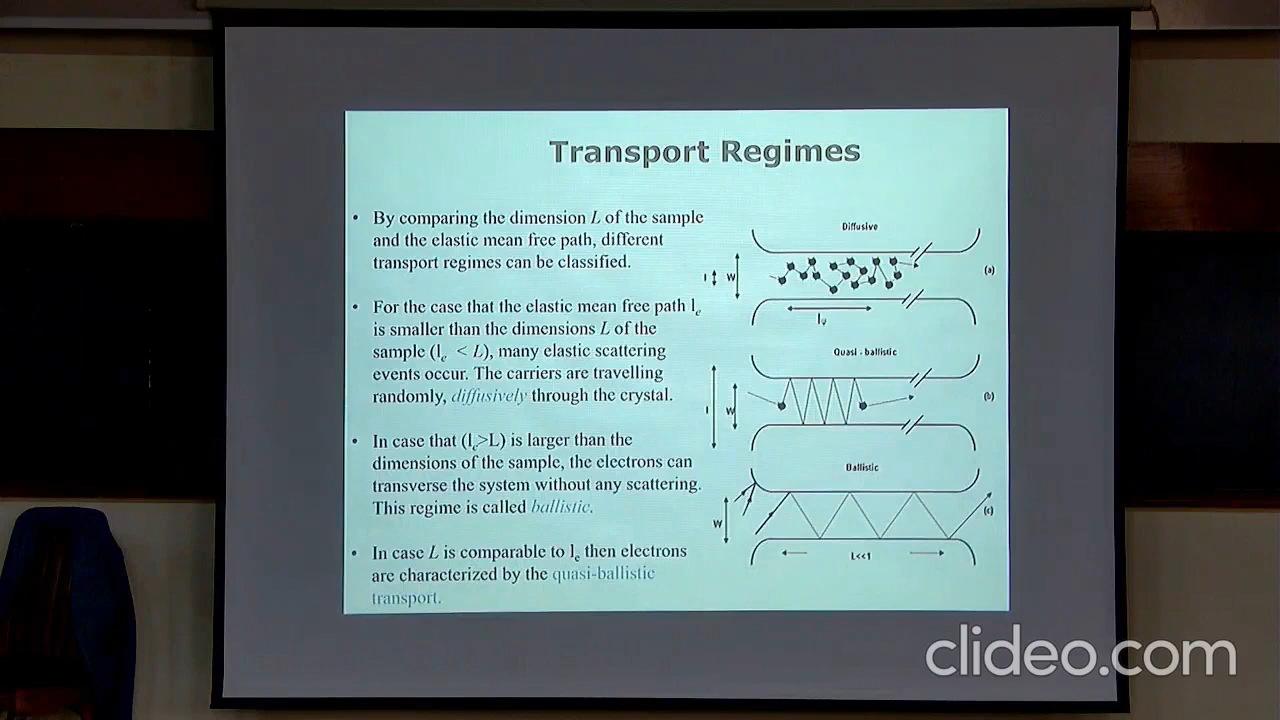 Transport Regimes
• By comparing the dimension L of the sample
and the elastic mean free path, different
transport regimes can be classified.
• For the case that the elastic mean free path lₑ
is smaller than the dimensions L of the
sample (lₑ < L), many elastic scattering
events occur. The carriers are travelling
randomly, diffusively through the crystal.
• In case that (lₑ>L) is larger than the
dimensions of the sample, the electrons can
transverse the system without any scattering.
This regime is called ballistic.
• In case L is comparable to lₑ then electrons
are characterized by the quasi-ballistic
transport.
Diffusive
l W
(a)
lφ
Quasi - ballistic
l W
(b)
Ballistic
W
(c)
L<<1
clideo.com